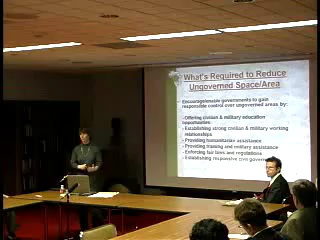 What's Required to Reduce
Ungoverned Space/Area
Encourage/enable governments to gain
responsible control over ungoverned areas by:
- Offering civilian & military education
opportunities
- Establishing strong civilian & military working
relationships
- Providing humanitarian assistance
- Providing training and military assistance
- Enforcing fair laws and regulations
- Establishing responsive civil governments